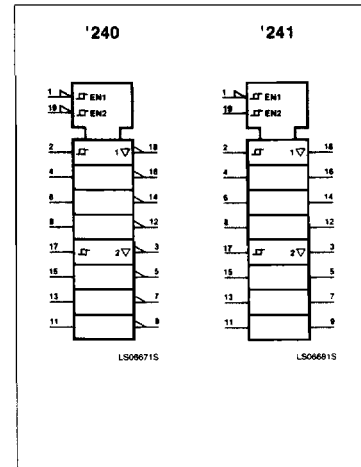 '240
'241
1 EN1
19 EN2
2 1▽ 18
4 16
6 14
8 12
17 2▽ 3
15 5
13 7
11 9
LS06671S
1 EN1
19 EN2
2 1▽ 18
4 16
6 14
8 12
17 2▽ 3
15 5
13 7
11 9
LS06681S